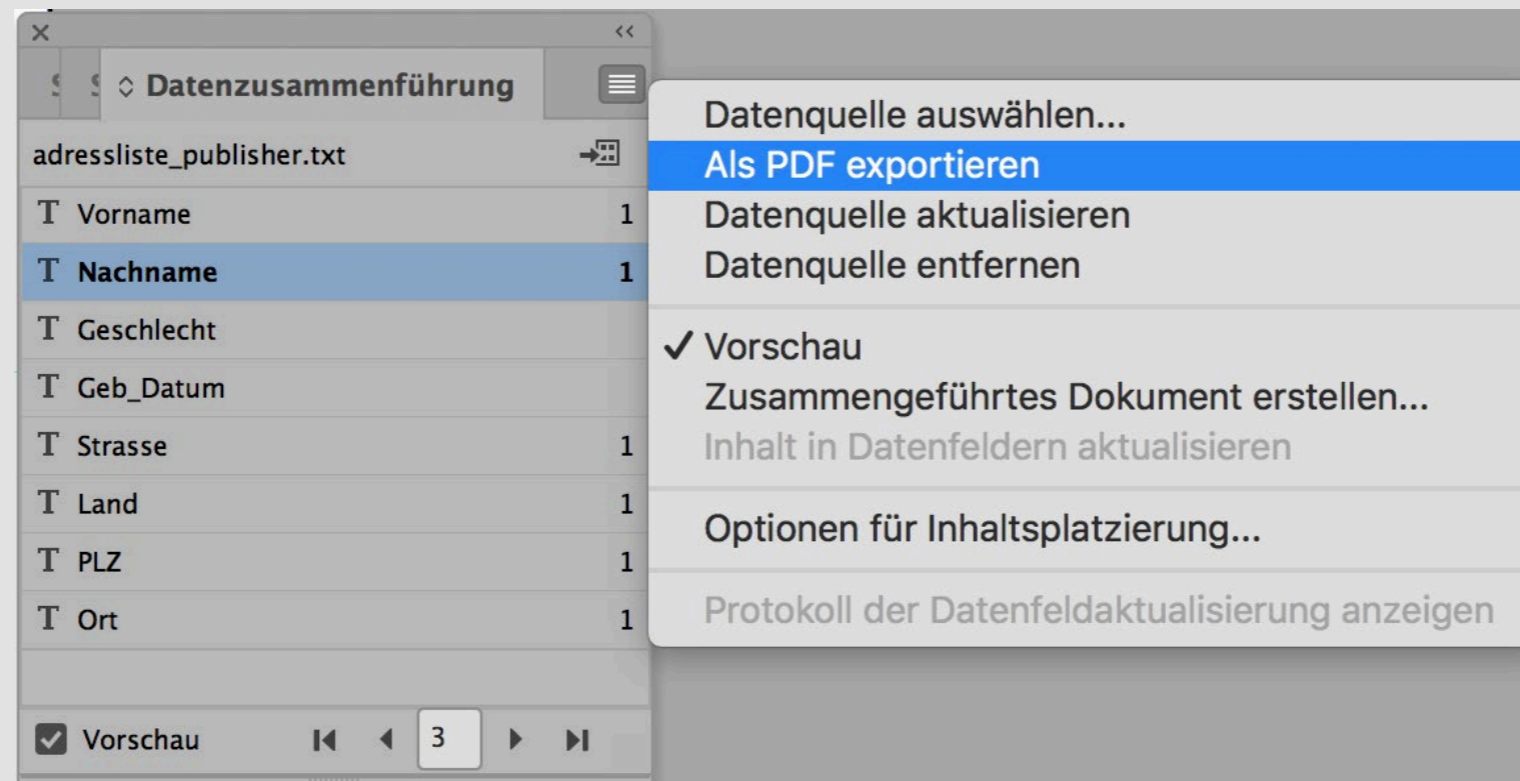 Datenzusammenführung
adressliste_publisher.txt
T Vorname 1
T Nachname 1
T Geschlecht
T Geb_Datum
T Strasse 1
T Land 1
T PLZ 1
T Ort 1
Vorschau 3
Datenquelle auswählen...
Als PDF exportieren
Datenquelle aktualisieren
Datenquelle entfernen
✓ Vorschau
Zusammengeführtes Dokument erstellen...
Inhalt in Datenfeldern aktualisieren
Optionen für Inhaltsplatzierung...
Protokoll der Datenfeldaktualisierung anzeigen